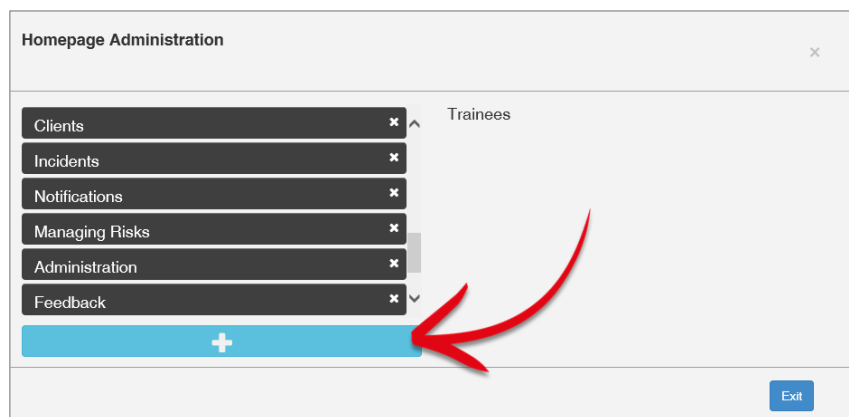 Homepage Administration
Clients
Trainees
Incidents
Notifications
Managing Risks
Administration
Feedback
Exit